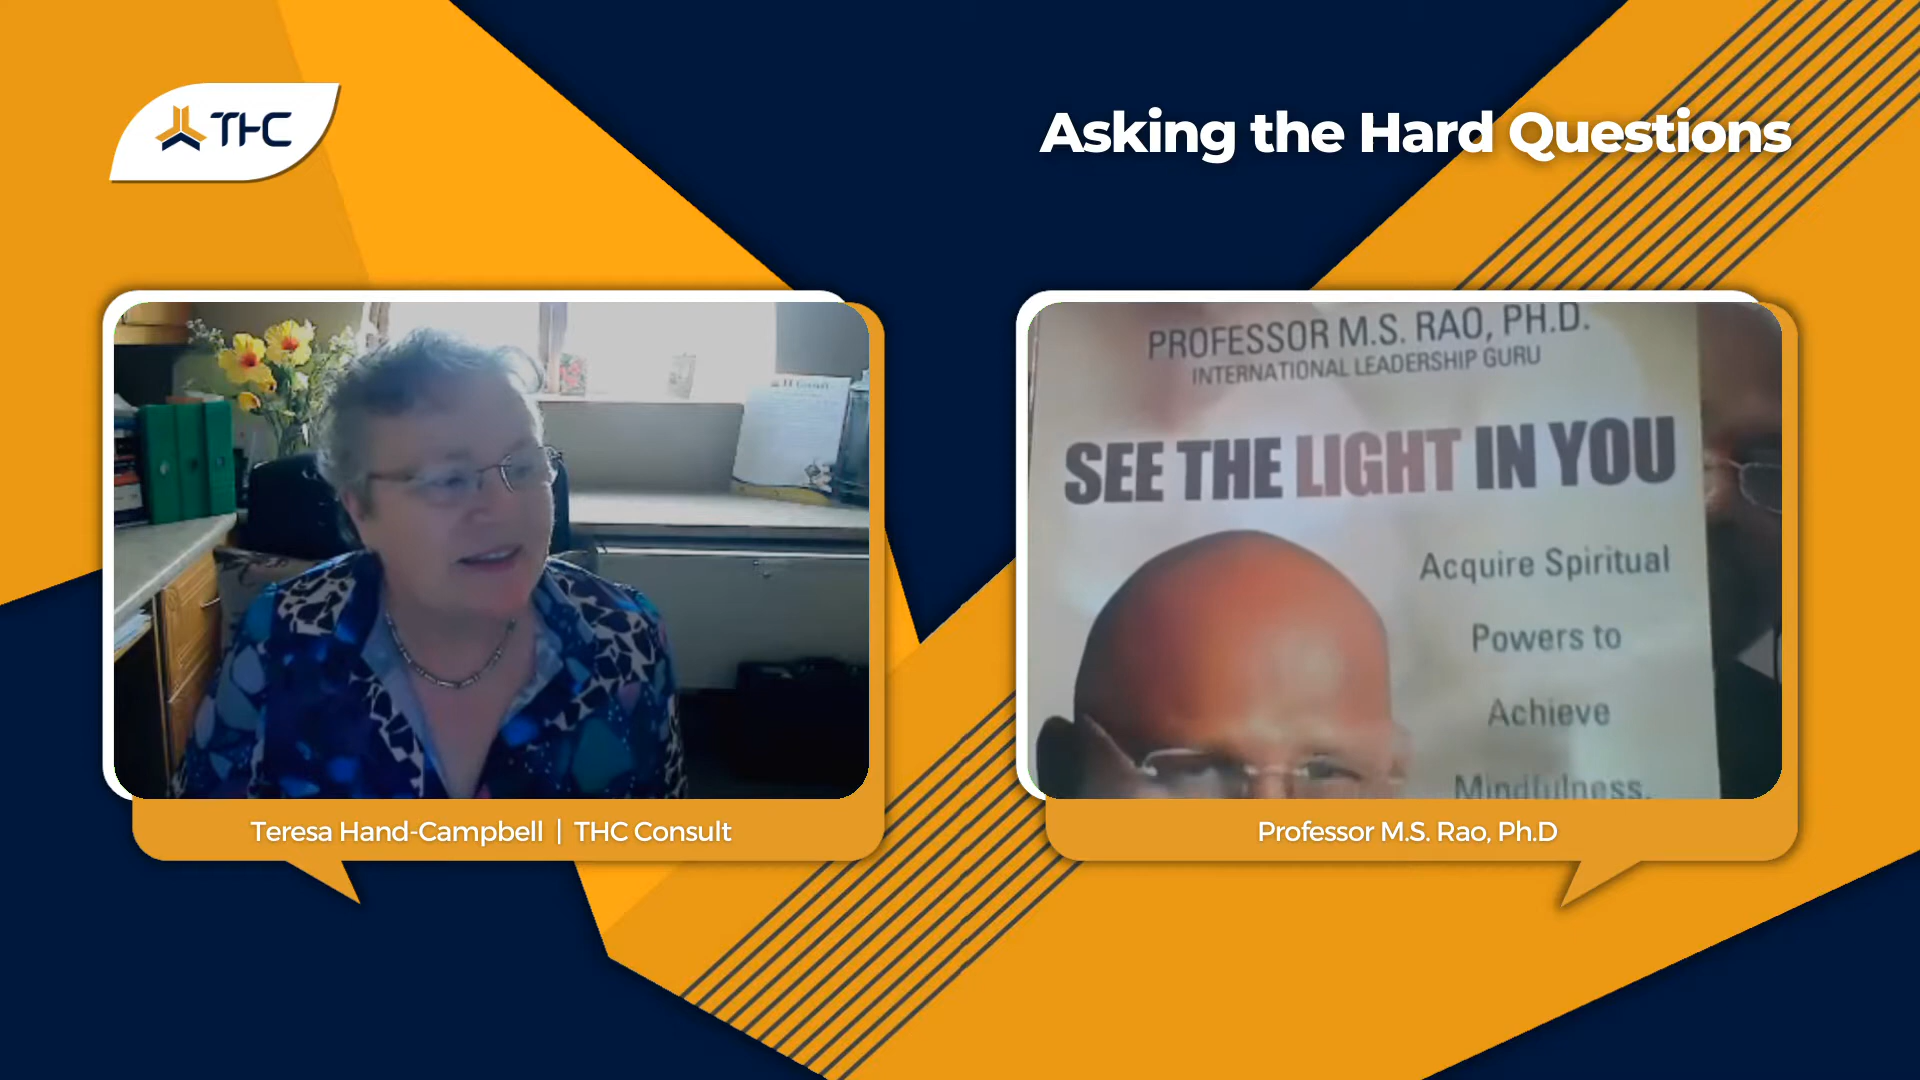 THC
Asking the Hard Questions
PROFESSOR M.S. RAO, PH.D.
INTERNATIONAL LEADERSHIP GURU
SEE THE LIGHT IN YOU
Acquire Spiritual
Powers to
Achieve
Mindfulness,
Teresa Hand-Campbell | THC Consult
Professor M.S. Rao, Ph.D